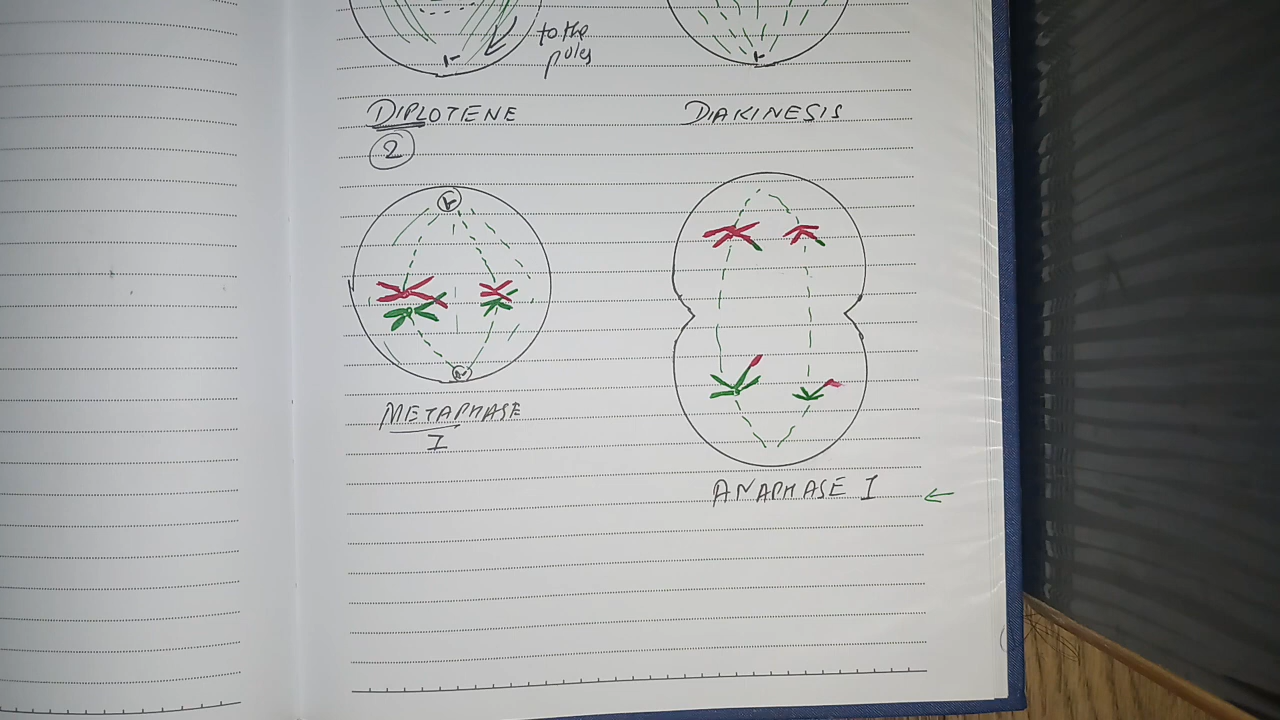 to the
poles
DIPLOTENE
DIAKINESIS
2
METAPHASE
I
ANAPHASE I